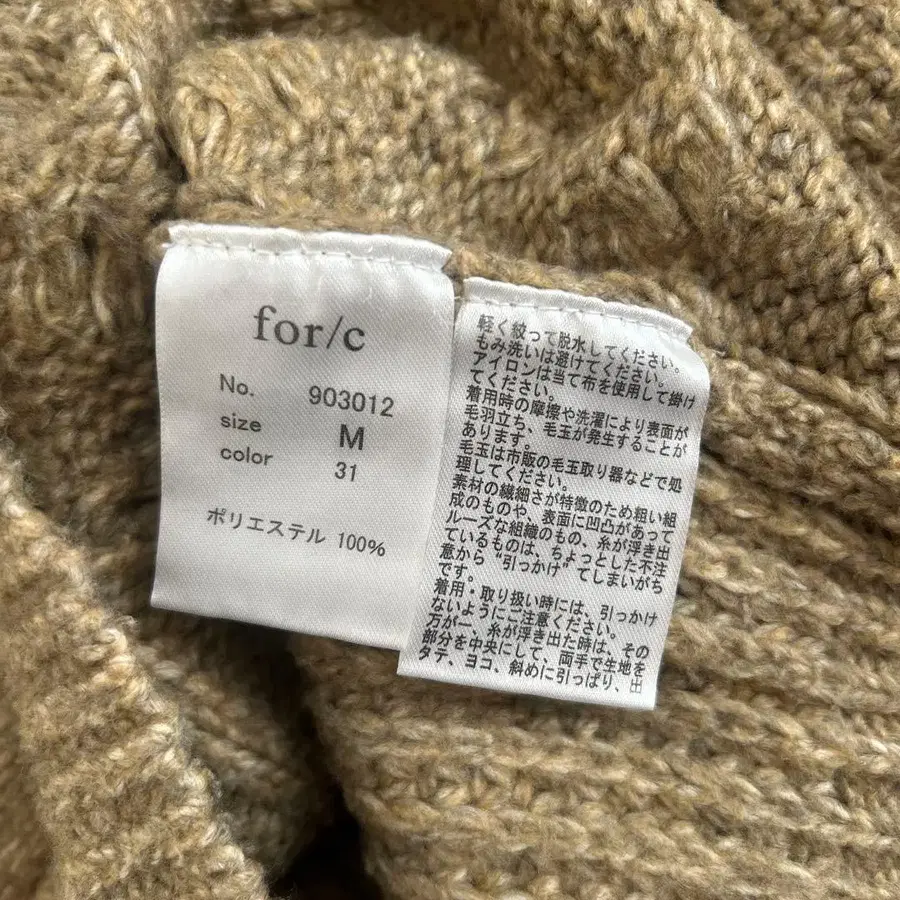 for/c
No. 903012
size M
color 31
ポリエステル 100%
軽く絞って脱水してください。
もみ洗いは避けてください。
アイロンは当て布を使用して掛け
てください。
着用時の摩擦や洗濯により表面が
毛羽立ち、毛玉が発生することが
あります。
毛玉は市販の毛玉取り器などで処
理してください。
素材の繊細さが特徴のため粗い組
成のものや、表面に凹凸があって
ルーズな組織のもの、糸が浮き出
ているものは、ちょっとした不注
意から“引っかけ”てしまいがち
です。
着用・取り扱い時には、引っかけ
ないようにご注意ください。
万が一、糸が浮き出た時は、その
部分を中央にして、両手で生地を
タテ、ヨコ、斜めに引っぱり、出